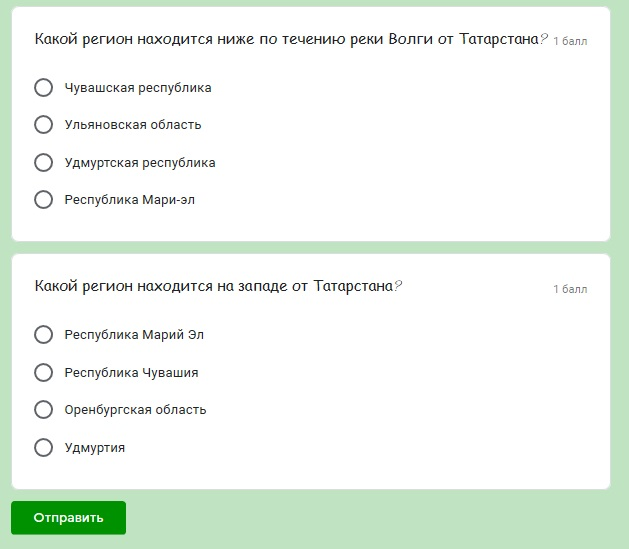 Какой регион находится ниже по течению реки Волги от Татарстана? 1 балл
Чувашская республика
Ульяновская область
Удмуртская республика
Республика Мари-эл
Какой регион находится на западе от Татарстана? 1 балл
Республика Марий Эл
Республика Чувашия
Оренбургская область
Удмуртия
Отправить